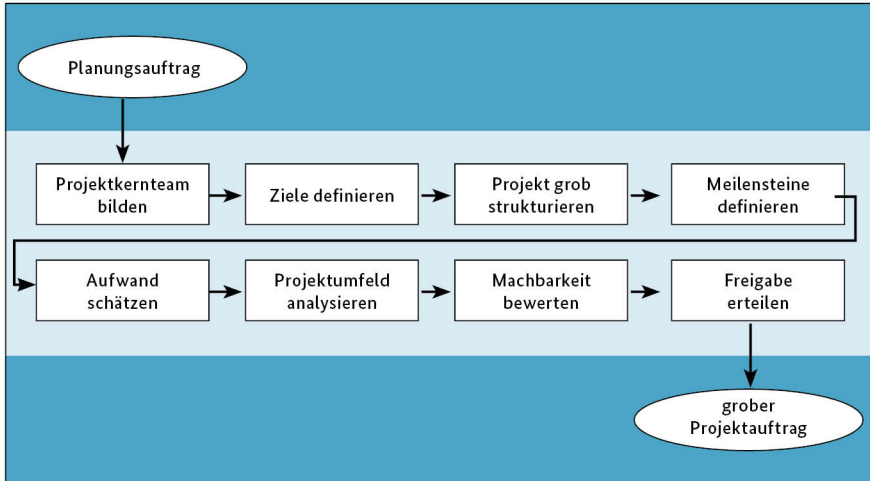 Planungsauftrag
Projektkernteam
bilden
Ziele definieren
Projekt grob
strukturieren
Meilensteine
definieren
Aufwand
schätzen
Projektumfeld
analysieren
Machbarkeit
bewerten
Freigabe
erteilen
grober
Projektauftrag